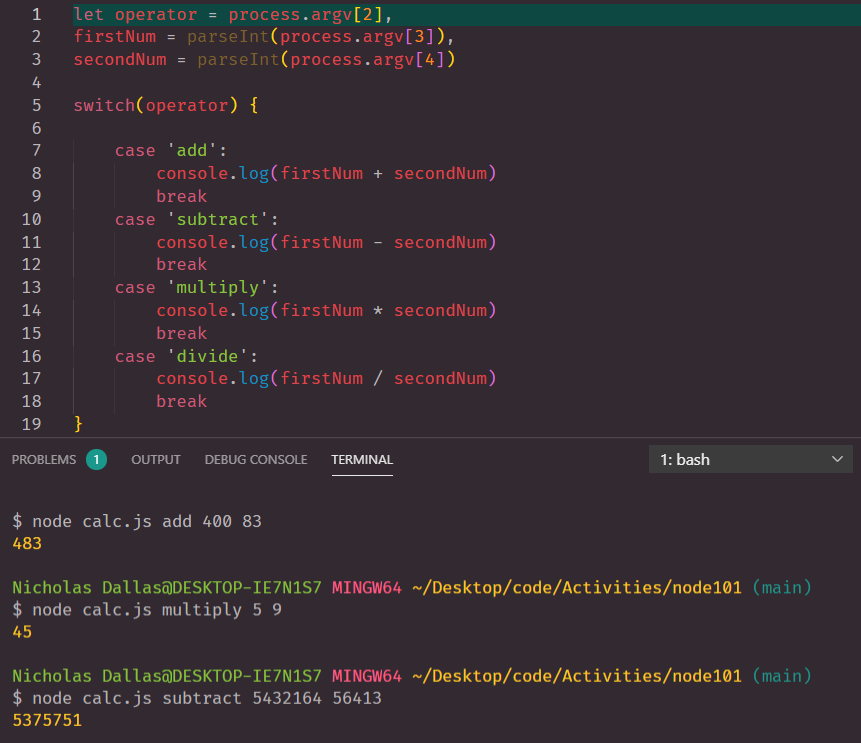 1 let operator = process.argv[2],
2 firstNum = parseInt(process.argv[3]),
3 secondNum = parseInt(process.argv[4])
4
5 switch(operator) {
6
7 case 'add':
8 console.log(firstNum + secondNum)
9 break
10 case 'subtract':
11 console.log(firstNum - secondNum)
12 break
13 case 'multiply':
14 console.log(firstNum * secondNum)
15 break
16 case 'divide':
17 console.log(firstNum / secondNum)
18 break
19 }
PROBLEMS 1 OUTPUT DEBUG CONSOLE TERMINAL 1: bash
$ node calc.js add 400 83
483
Nicholas Dallas@DESKTOP-IE7N1S7 MINGW64 ~/Desktop/code/Activities/node101 (main)
$ node calc.js multiply 5 9
45
Nicholas Dallas@DESKTOP-IE7N1S7 MINGW64 ~/Desktop/code/Activities/node101 (main)
$ node calc.js subtract 5432164 56413
5375751